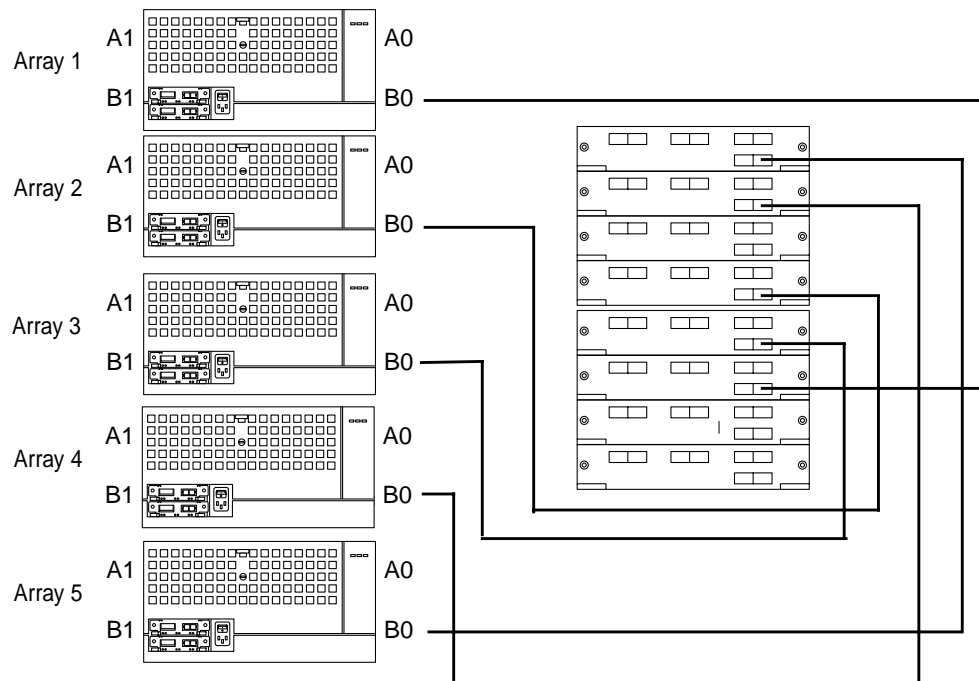 A1 A0
Array 1
B1 B0
A1 A0
Array 2
B1 B0
A1 A0
Array 3
B1 B0
A1 A0
Array 4
B1 B0
A1 A0
Array 5
B1 B0